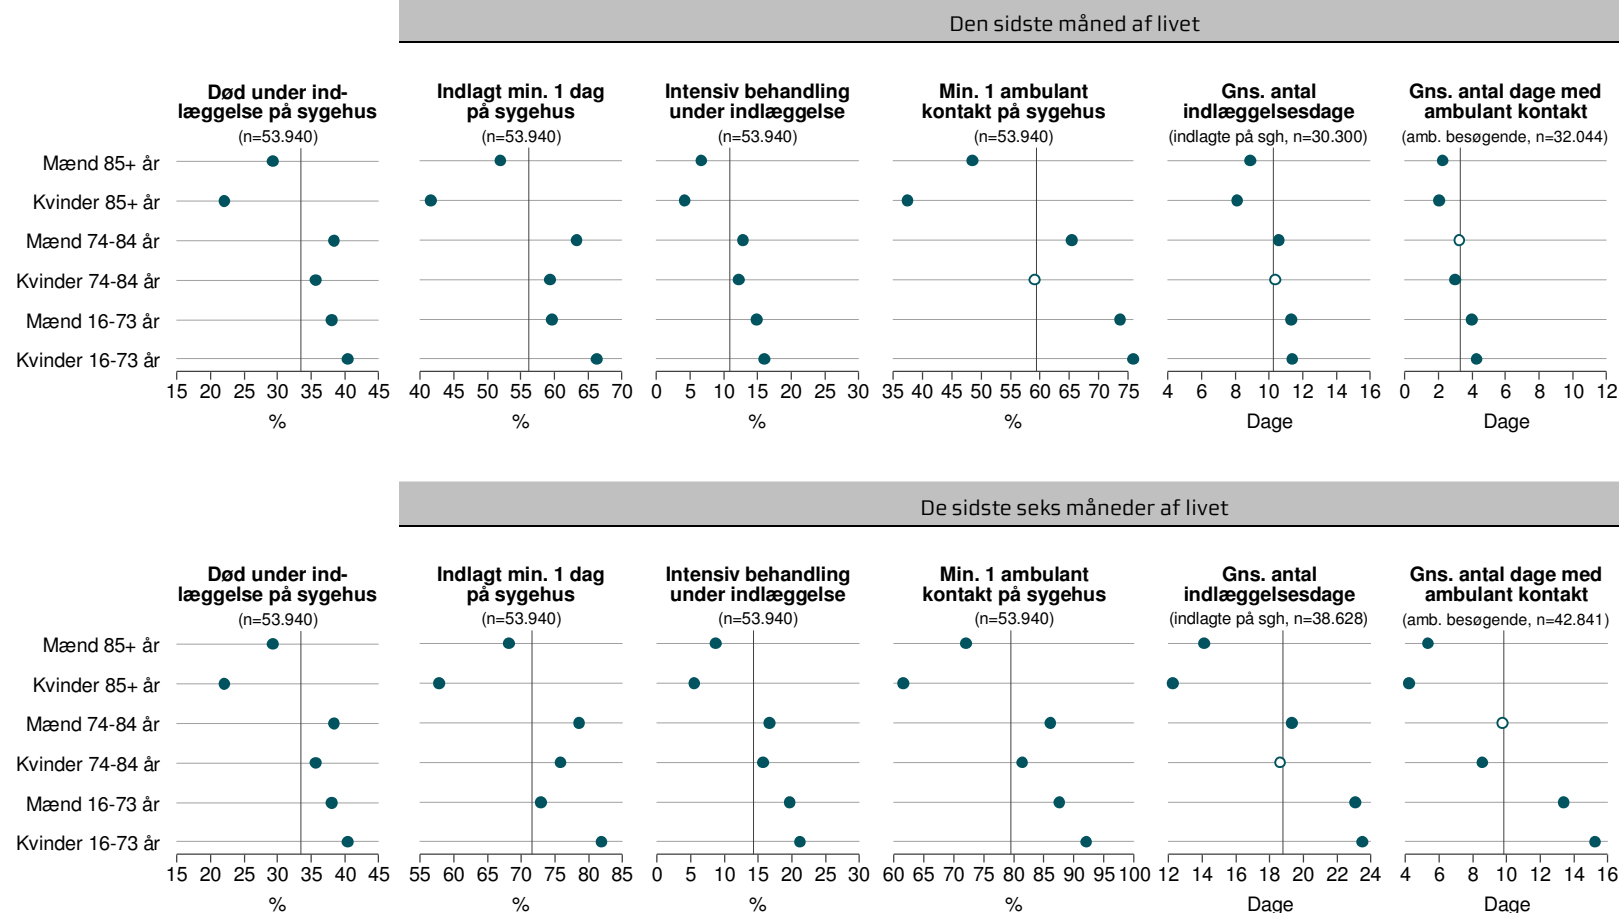 Den sidste måned af livet
Død under ind-
læggelse på sygehus
(n=53.940)
Indlagt min. 1 dag
på sygehus
(n=53.940)
Intensiv behandling
under indlæggelse
(n=53.940)
Min. 1 ambulant
kontakt på sygehus
(n=53.940)
Gns. antal
indlæggelsesdage
(indlagte på sgh, n=30.300)
Gns. antal dage med
ambulant kontakt
(amb. besøgende, n=32.044)
Mænd 85+ år
Kvinder 85+ år
Mænd 74-84 år
Kvinder 74-84 år
Mænd 16-73 år
Kvinder 16-73 år
15 20 25 30 35 40 45
40 45 50 55 60 65 70
0 5 10 15 20 25 30
35 40 45 50 55 60 65 70 75
4 6 8 10 12 14 16
0 2 4 6 8 10 12
%
%
%
%
Dage
Dage
De sidste seks måneder af livet
Død under ind-
læggelse på sygehus
(n=53.940)
Indlagt min. 1 dag
på sygehus
(n=53.940)
Intensiv behandling
under indlæggelse
(n=53.940)
Min. 1 ambulant
kontakt på sygehus
(n=53.940)
Gns. antal
indlæggelsesdage
(indlagte på sgh, n=38.628)
Gns. antal dage med
ambulant kontakt
(amb. besøgende, n=42.841)
Mænd 85+ år
Kvinder 85+ år
Mænd 74-84 år
Kvinder 74-84 år
Mænd 16-73 år
Kvinder 16-73 år
15 20 25 30 35 40 45
55 60 65 70 75 80 85
0 5 10 15 20 25 30
60 65 70 75 80 85 90 95 100
12 14 16 18 20 22 24
4 6 8 10 12 14 16
%
%
%
%
Dage
Dage